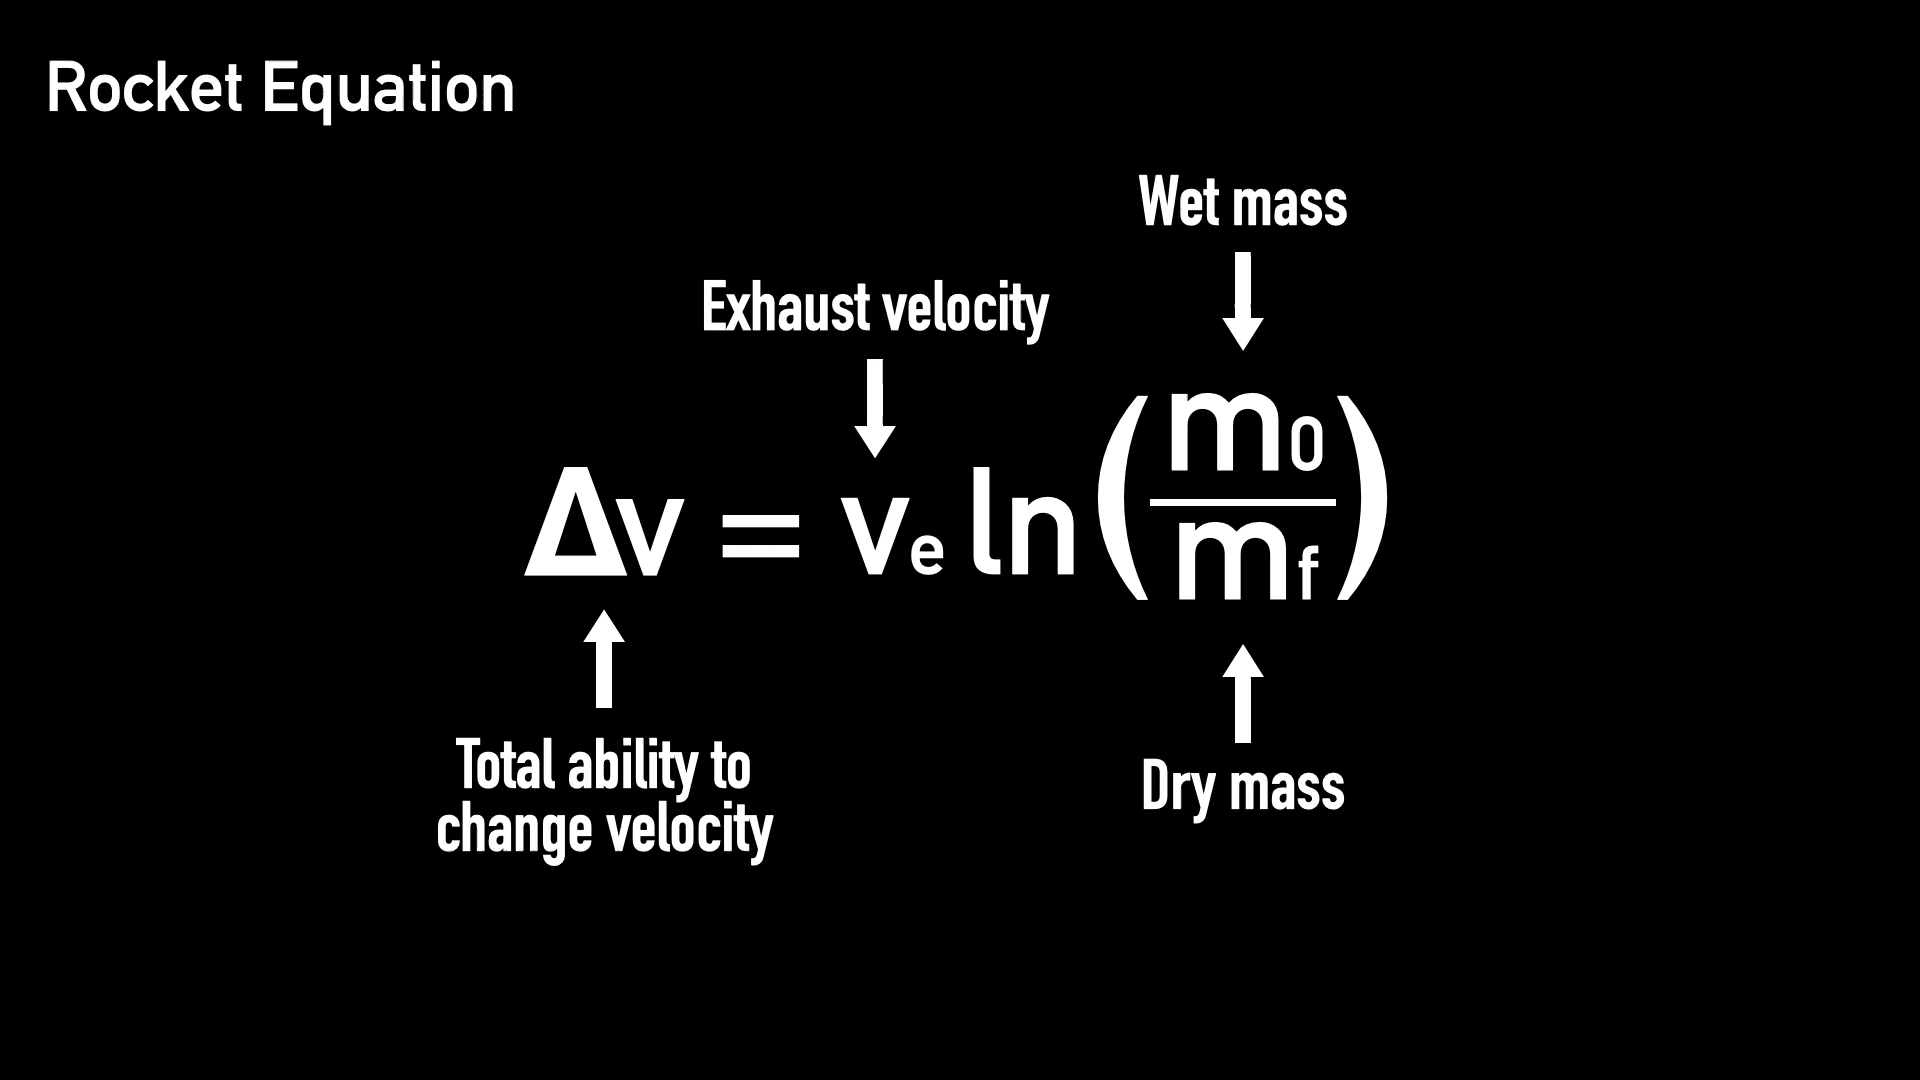 Rocket Equation
Wet mass
Exhaust velocity
Δv = vₑ ln(m₀/m_f)
Total ability to
change velocity
Dry mass